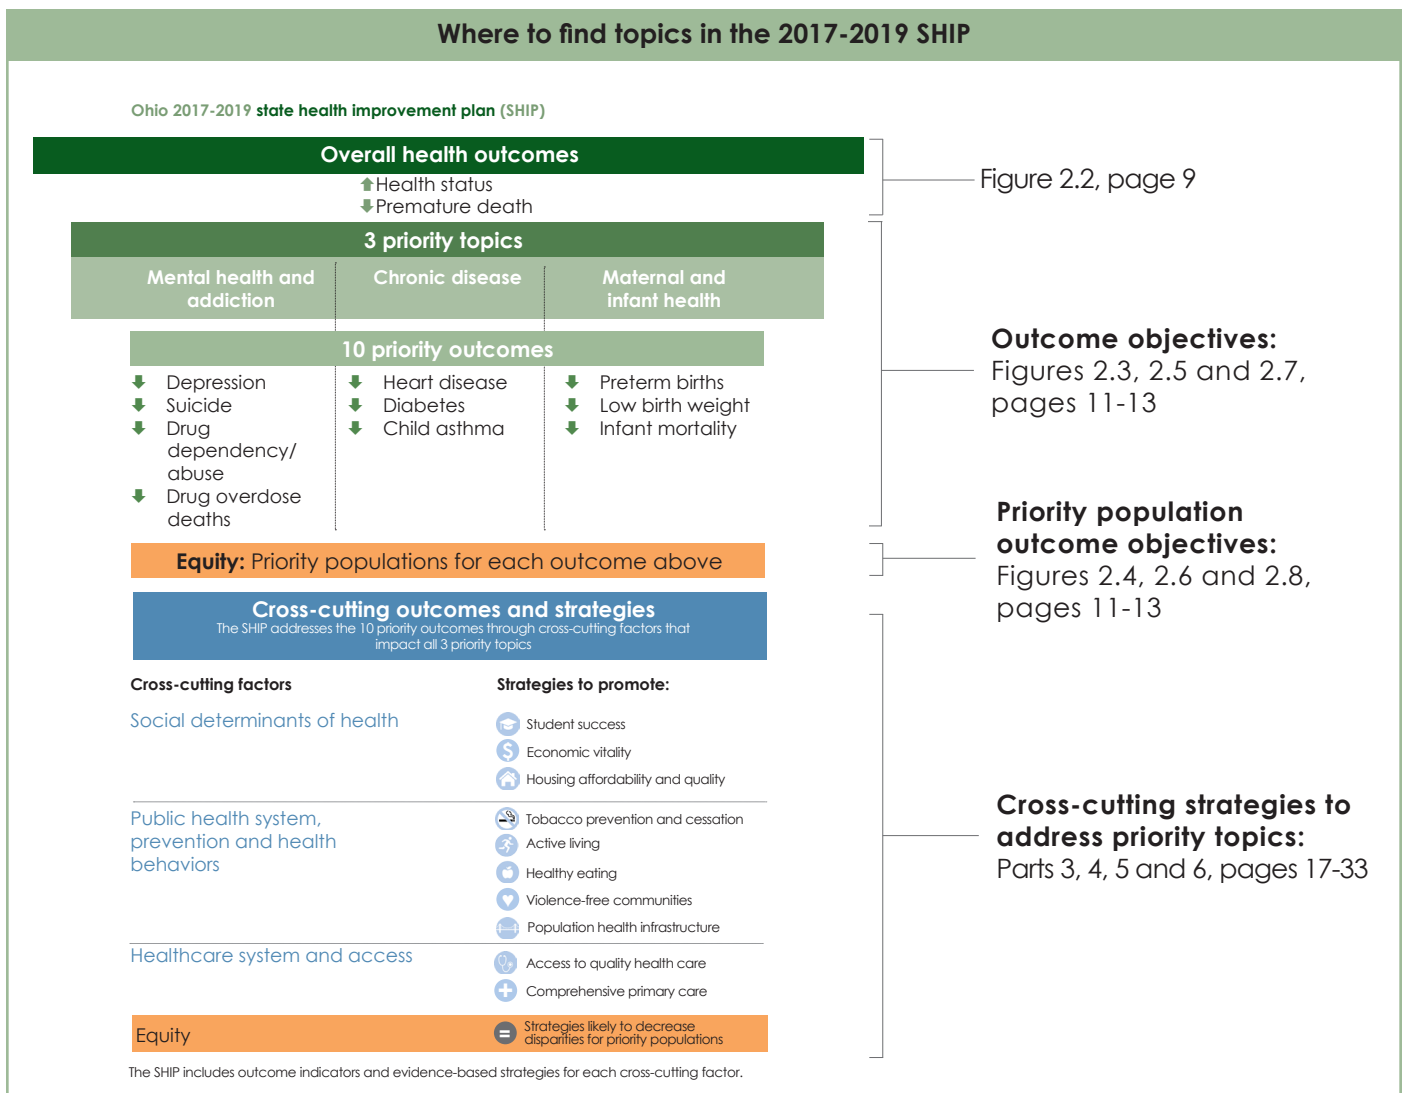 Where to find topics in the 2017-2019 SHIP
Ohio 2017-2019 state health improvement plan (SHIP)
Overall health outcomes
Health status
Premature death
Figure 2.2, page 9
3 priority topics
Mental health and
addiction
Chronic disease
Maternal and
infant health
10 priority outcomes
Depression
Suicide
Drug
dependency/
abuse
Drug overdose
deaths
Heart disease
Diabetes
Child asthma
Preterm births
Low birth weight
Infant mortality
Outcome objectives:
Figures 2.3, 2.5 and 2.7,
pages 11-13
Equity: Priority populations for each outcome above
Priority population
outcome objectives:
Figures 2.4, 2.6 and 2.8,
pages 11-13
Cross-cutting outcomes and strategies
The SHIP addresses the 10 priority outcomes through cross-cutting factors that
impact all 3 priority topics
Cross-cutting factors
Strategies to promote:
Social determinants of health
Student success
Economic vitality
Housing affordability and quality
Public health system,
prevention and health
behaviors
Tobacco prevention and cessation
Active living
Healthy eating
Violence-free communities
Population health infrastructure
Healthcare system and access
Access to quality health care
Comprehensive primary care
Equity
Strategies likely to decrease
disparities for priority populations
Cross-cutting strategies to
address priority topics:
Parts 3, 4, 5 and 6, pages 17-33
The SHIP includes outcome indicators and evidence-based strategies for each cross-cutting factor.